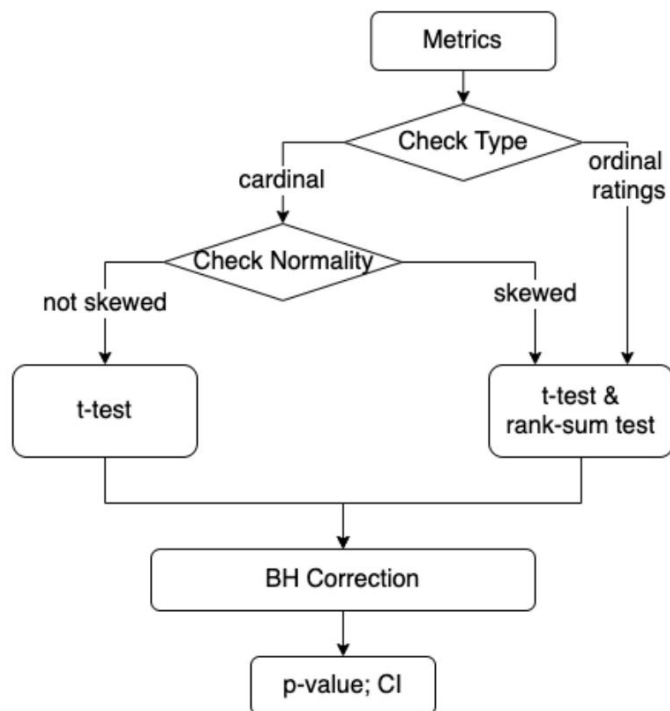 Metrics
Check Type
cardinal
ordinal
ratings
Check Normality
not skewed
skewed
t-test
t-test &
rank-sum test
BH Correction
p-value; CI